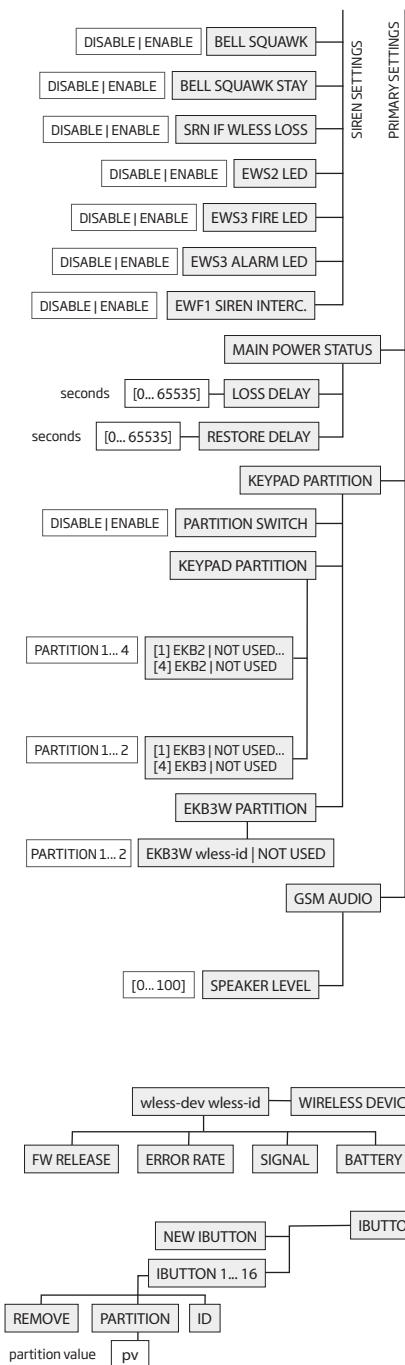 SIREN SETTINGS
PRIMARY SETTINGS
DISABLE | ENABLE BELL SQUAWK
DISABLE | ENABLE BELL SQUAWK STAY
DISABLE | ENABLE SRN IF WLESS LOSS
DISABLE | ENABLE EWS2 LED
DISABLE | ENABLE EWS3 FIRE LED
DISABLE | ENABLE EWS3 ALARM LED
DISABLE | ENABLE EWF1 SIREN INTERC.
MAIN POWER STATUS
seconds [0... 65535] LOSS DELAY
seconds [0... 65535] RESTORE DELAY
KEYPAD PARTITION
DISABLE | ENABLE PARTITION SWITCH
KEYPAD PARTITION
PARTITION 1... 4 [1] EKB2 | NOT USED...
[4] EKB2 | NOT USED
PARTITION 1... 2 [1] EKB3 | NOT USED...
[4] EKB3 | NOT USED
EKB3W PARTITION
PARTITION 1... 2 EKB3W wless-id | NOT USED
GSM AUDIO
[0... 100] SPEAKER LEVEL
wless-dev wless-id WIRELESS DEVIC
FW RELEASE ERROR RATE SIGNAL BATTERY
IBUTTO
NEW IBUTTON
IBUTTON 1... 16
REMOVE PARTITION ID
partition value pv